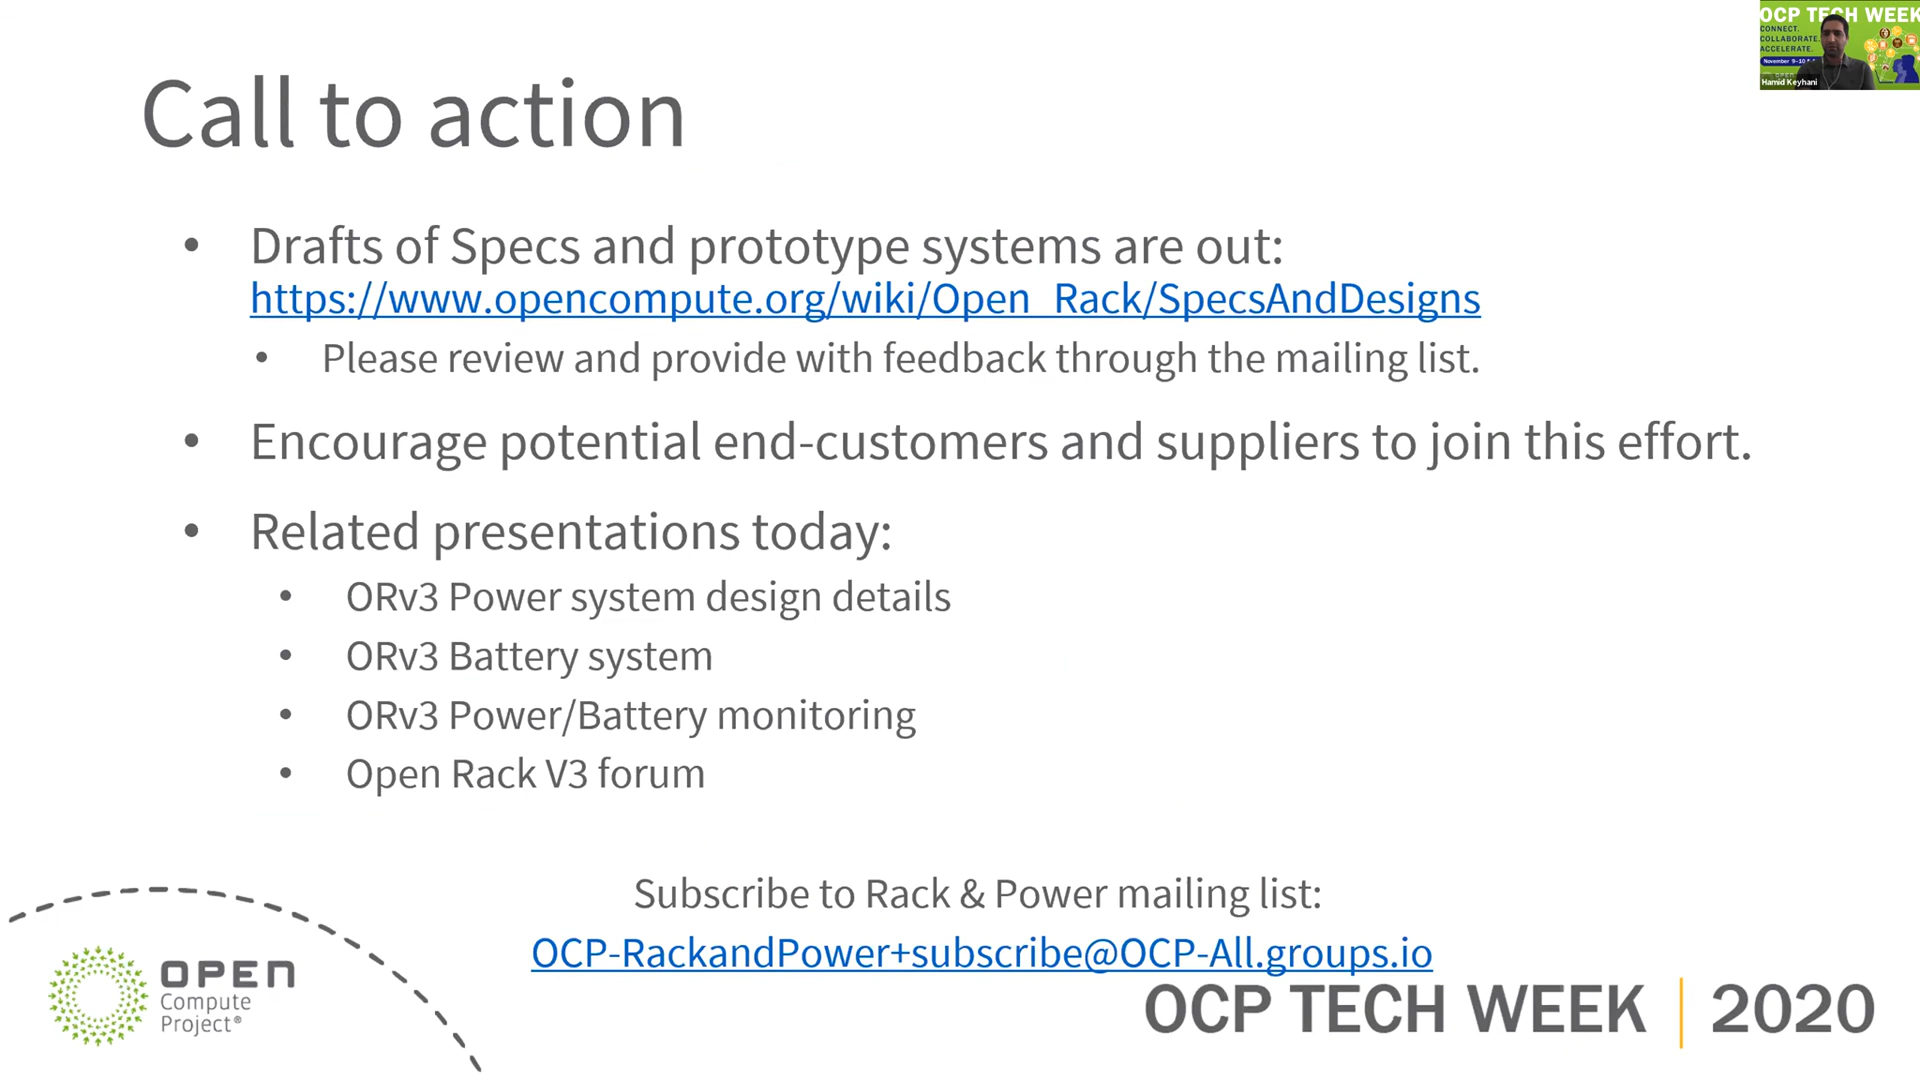 OCP TECH WEEK
CONNECT.
COLLABORATE.
ACCELERATE.
November 9-10
Hamid Keyhani
Call to action
• Drafts of Specs and prototype systems are out:
https://www.opencompute.org/wiki/Open_Rack/SpecsAndDesigns
• Please review and provide with feedback through the mailing list.
• Encourage potential end-customers and suppliers to join this effort.
• Related presentations today:
• ORv3 Power system design details
• ORv3 Battery system
• ORv3 Power/Battery monitoring
• Open Rack V3 forum
Subscribe to Rack & Power mailing list:
OCP-RackandPower+subscribe@OCP-All.groups.io
OPEN
Compute
Project®
OCP TECH WEEK | 2020